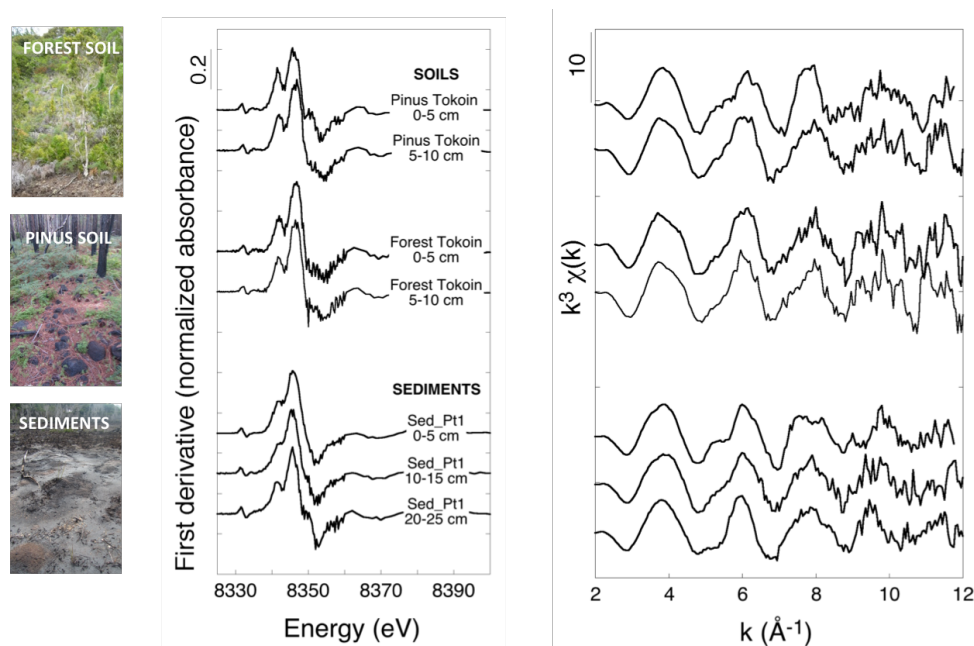 FOREST SOIL
PINUS SOIL
SEDIMENTS
First derivative (normalized absorbance)
0.2
SOILS
Pinus Tokoin
0-5 cm
Pinus Tokoin
5-10 cm
Forest Tokoin
0-5 cm
Forest Tokoin
5-10 cm
SEDIMENTS
Sed_Pt1
0-5 cm
Sed_Pt1
10-15 cm
Sed_Pt1
20-25 cm
8330 8350 8370 8390
Energy (eV)
k³ χ(k)
10
2 4 6 8 10 12
k (Å⁻¹)